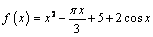 f(x) = x² − πx/3 + 5 + 2 cos x